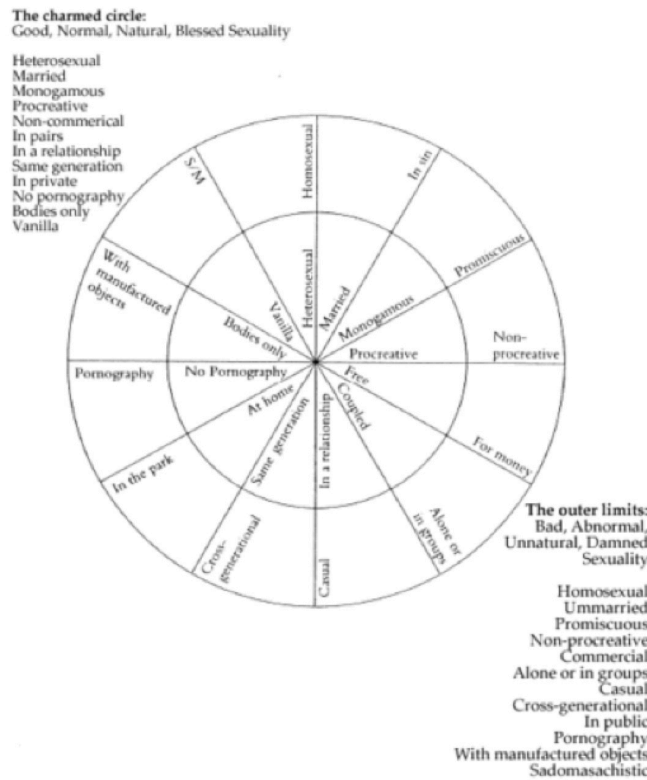 The charmed circle:
Good, Normal, Natural, Blessed Sexuality
Heterosexual
Married
Monogamous
Procreative
Non-commerical
In pairs
In a relationship
Same generation
In private
No pornography
Bodies only
Vanilla
Homosexual
In sin
Promiscuous
Non-
procreative
For money
Alone or
in groups
Casual
Cross-
generational
In the park
Pornography
With
manufactured
objects
S/M
Heterosexual
Married
Monogamous
Procreative
Free
Coupled
In a relationship
Same generation
At home
No Pornography
Bodies only
Vanilla
The outer limits:
Bad, Abnormal,
Unnatural, Damned
Sexuality
Homosexual
Unmarried
Promiscuous
Non-procreative
Commercial
Alone or in groups
Casual
Cross-generational
In public
Pornography
With manufactured objects
Sadomasachistic